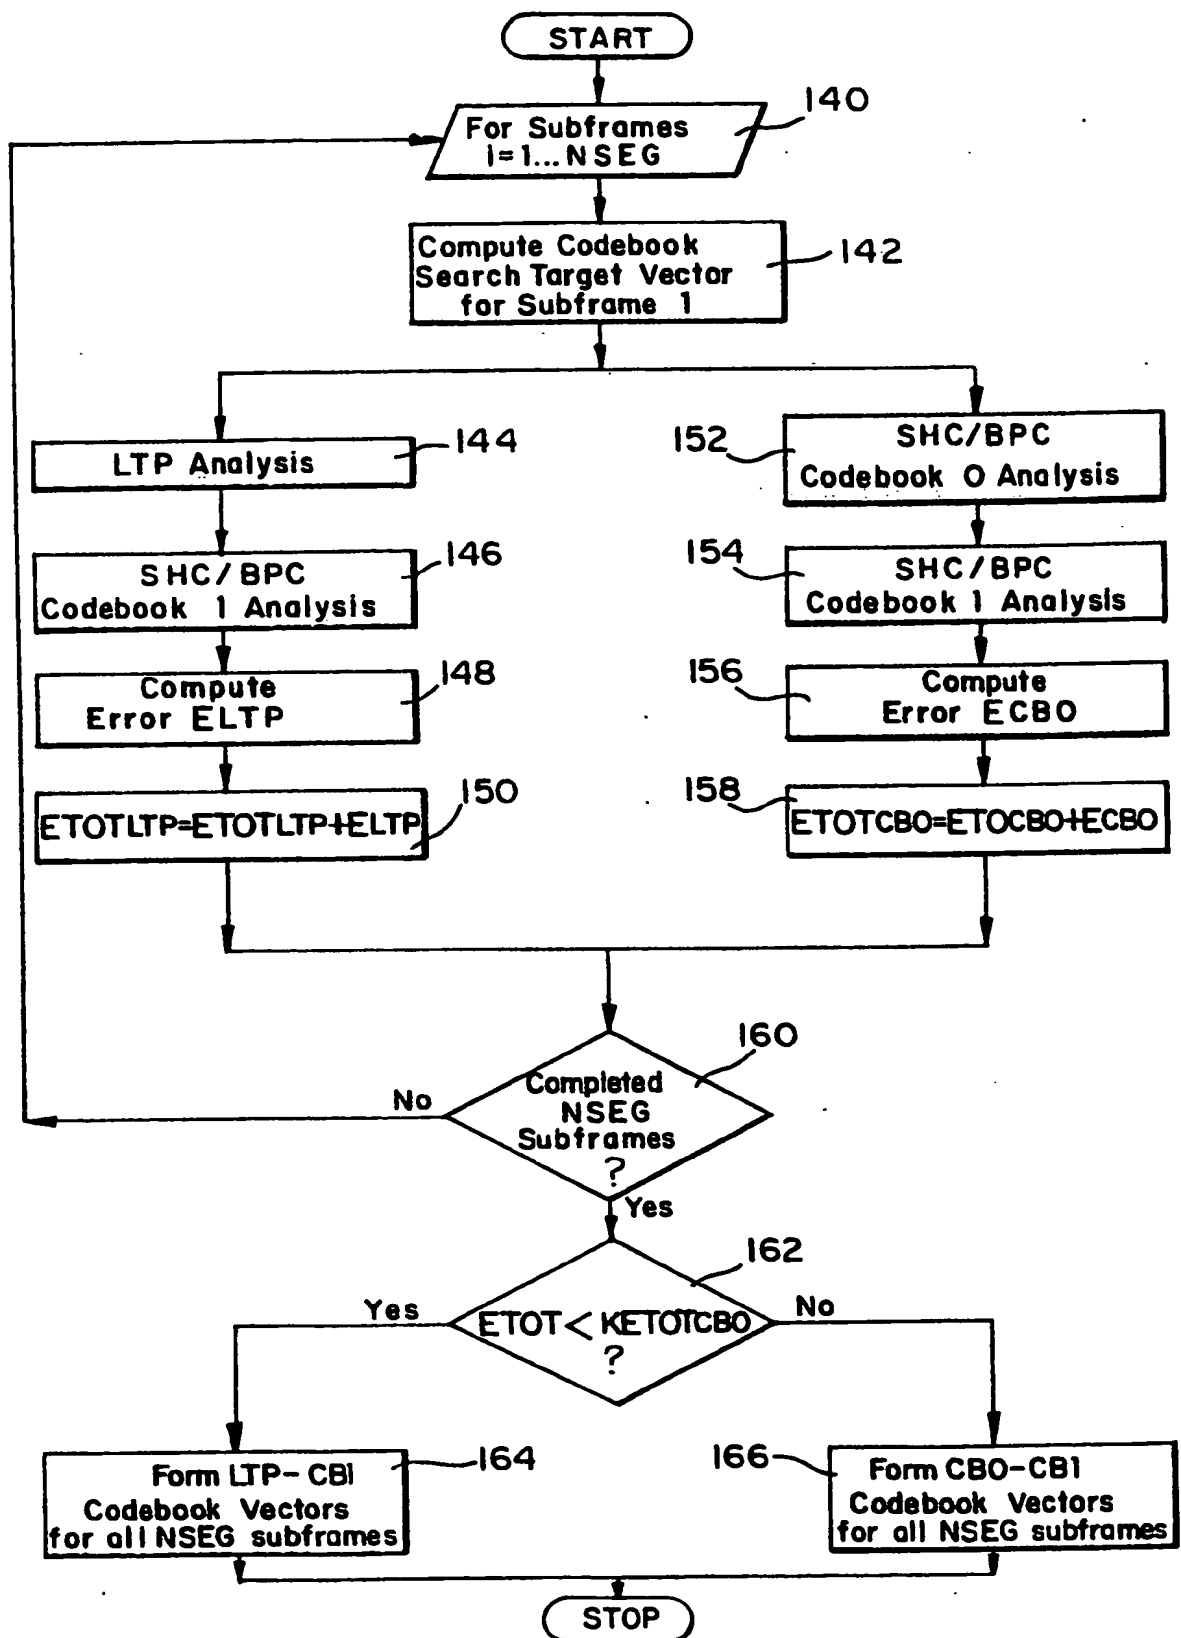 START
For Subframes
i=1...NSEG
140
Compute Codebook
Search Target Vector
for Subframe 1
142
LTP Analysis
144
SHC/BPC
Codebook 1 Analysis
146
Compute
Error ELTP
148
ETOTLTP=ETOTLTP+ELTP
150
152
SHC/BPC
Codebook 0 Analysis
154
SHC/BPC
Codebook 1 Analysis
156
Compute
Error ECBO
158
ETOTCBO=ETOCBO+ECBO
160
Completed
NSEG
Subframes
?
No
Yes
162
ETOT < KETOTCBO
?
Yes
No
Form LTP-CB1
Codebook Vectors
for all NSEG subframes
164
166
Form CBO-CB1
Codebook Vectors
for all NSEG subframes
STOP